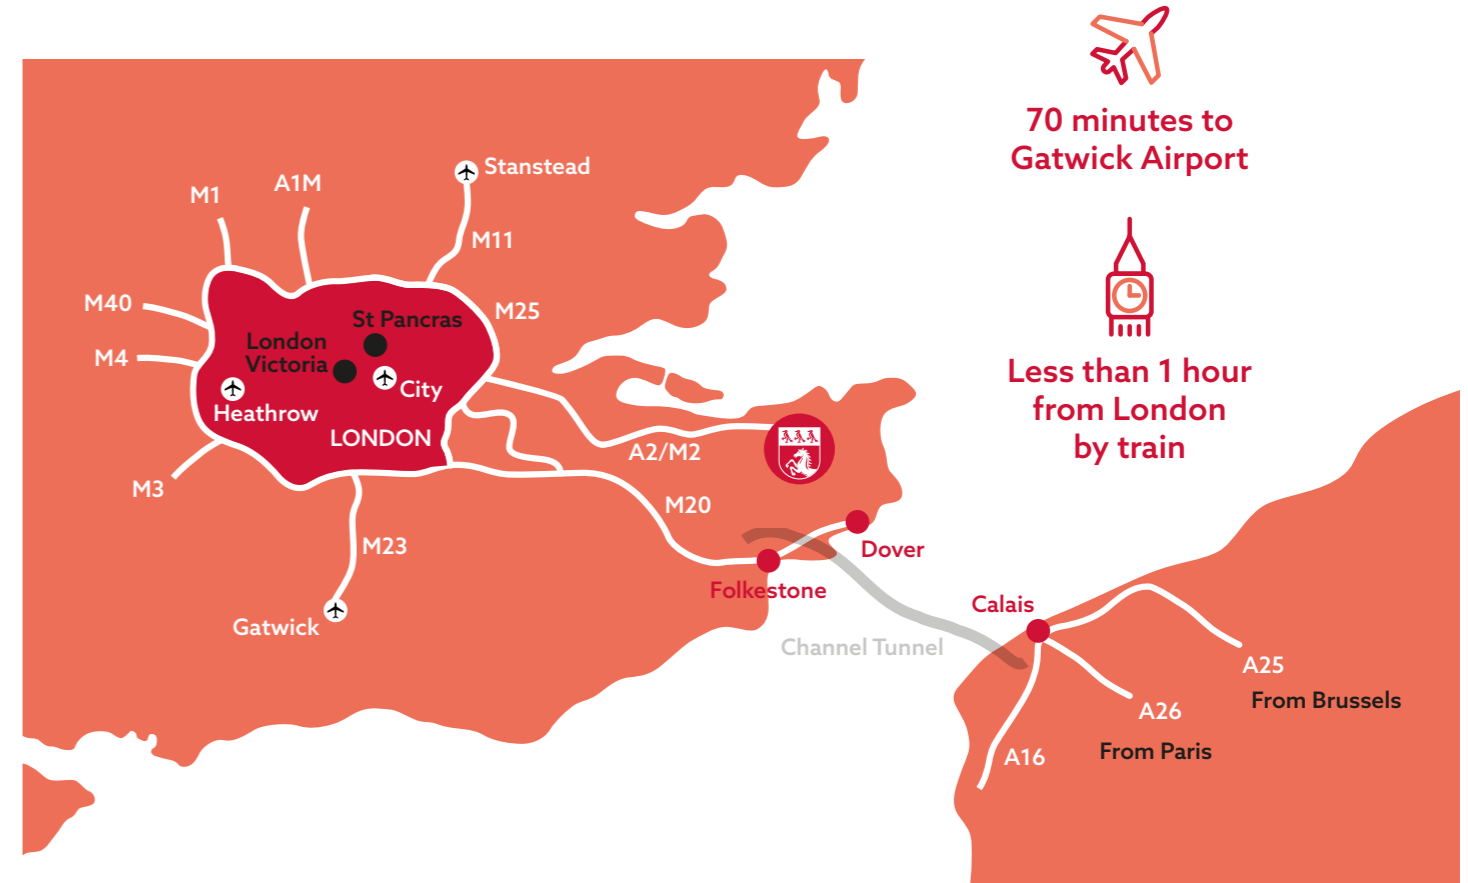 70 minutes to
Gatwick Airport
Less than 1 hour
from London
by train
Stanstead
A1M
M1
M11
M40
M25
St Pancras
London
Victoria
M4
City
Heathrow
LONDON
A2/M2
M3
M20
M23
Dover
Folkestone
Calais
Gatwick
Channel Tunnel
A25
From Brussels
A26
From Paris
A16